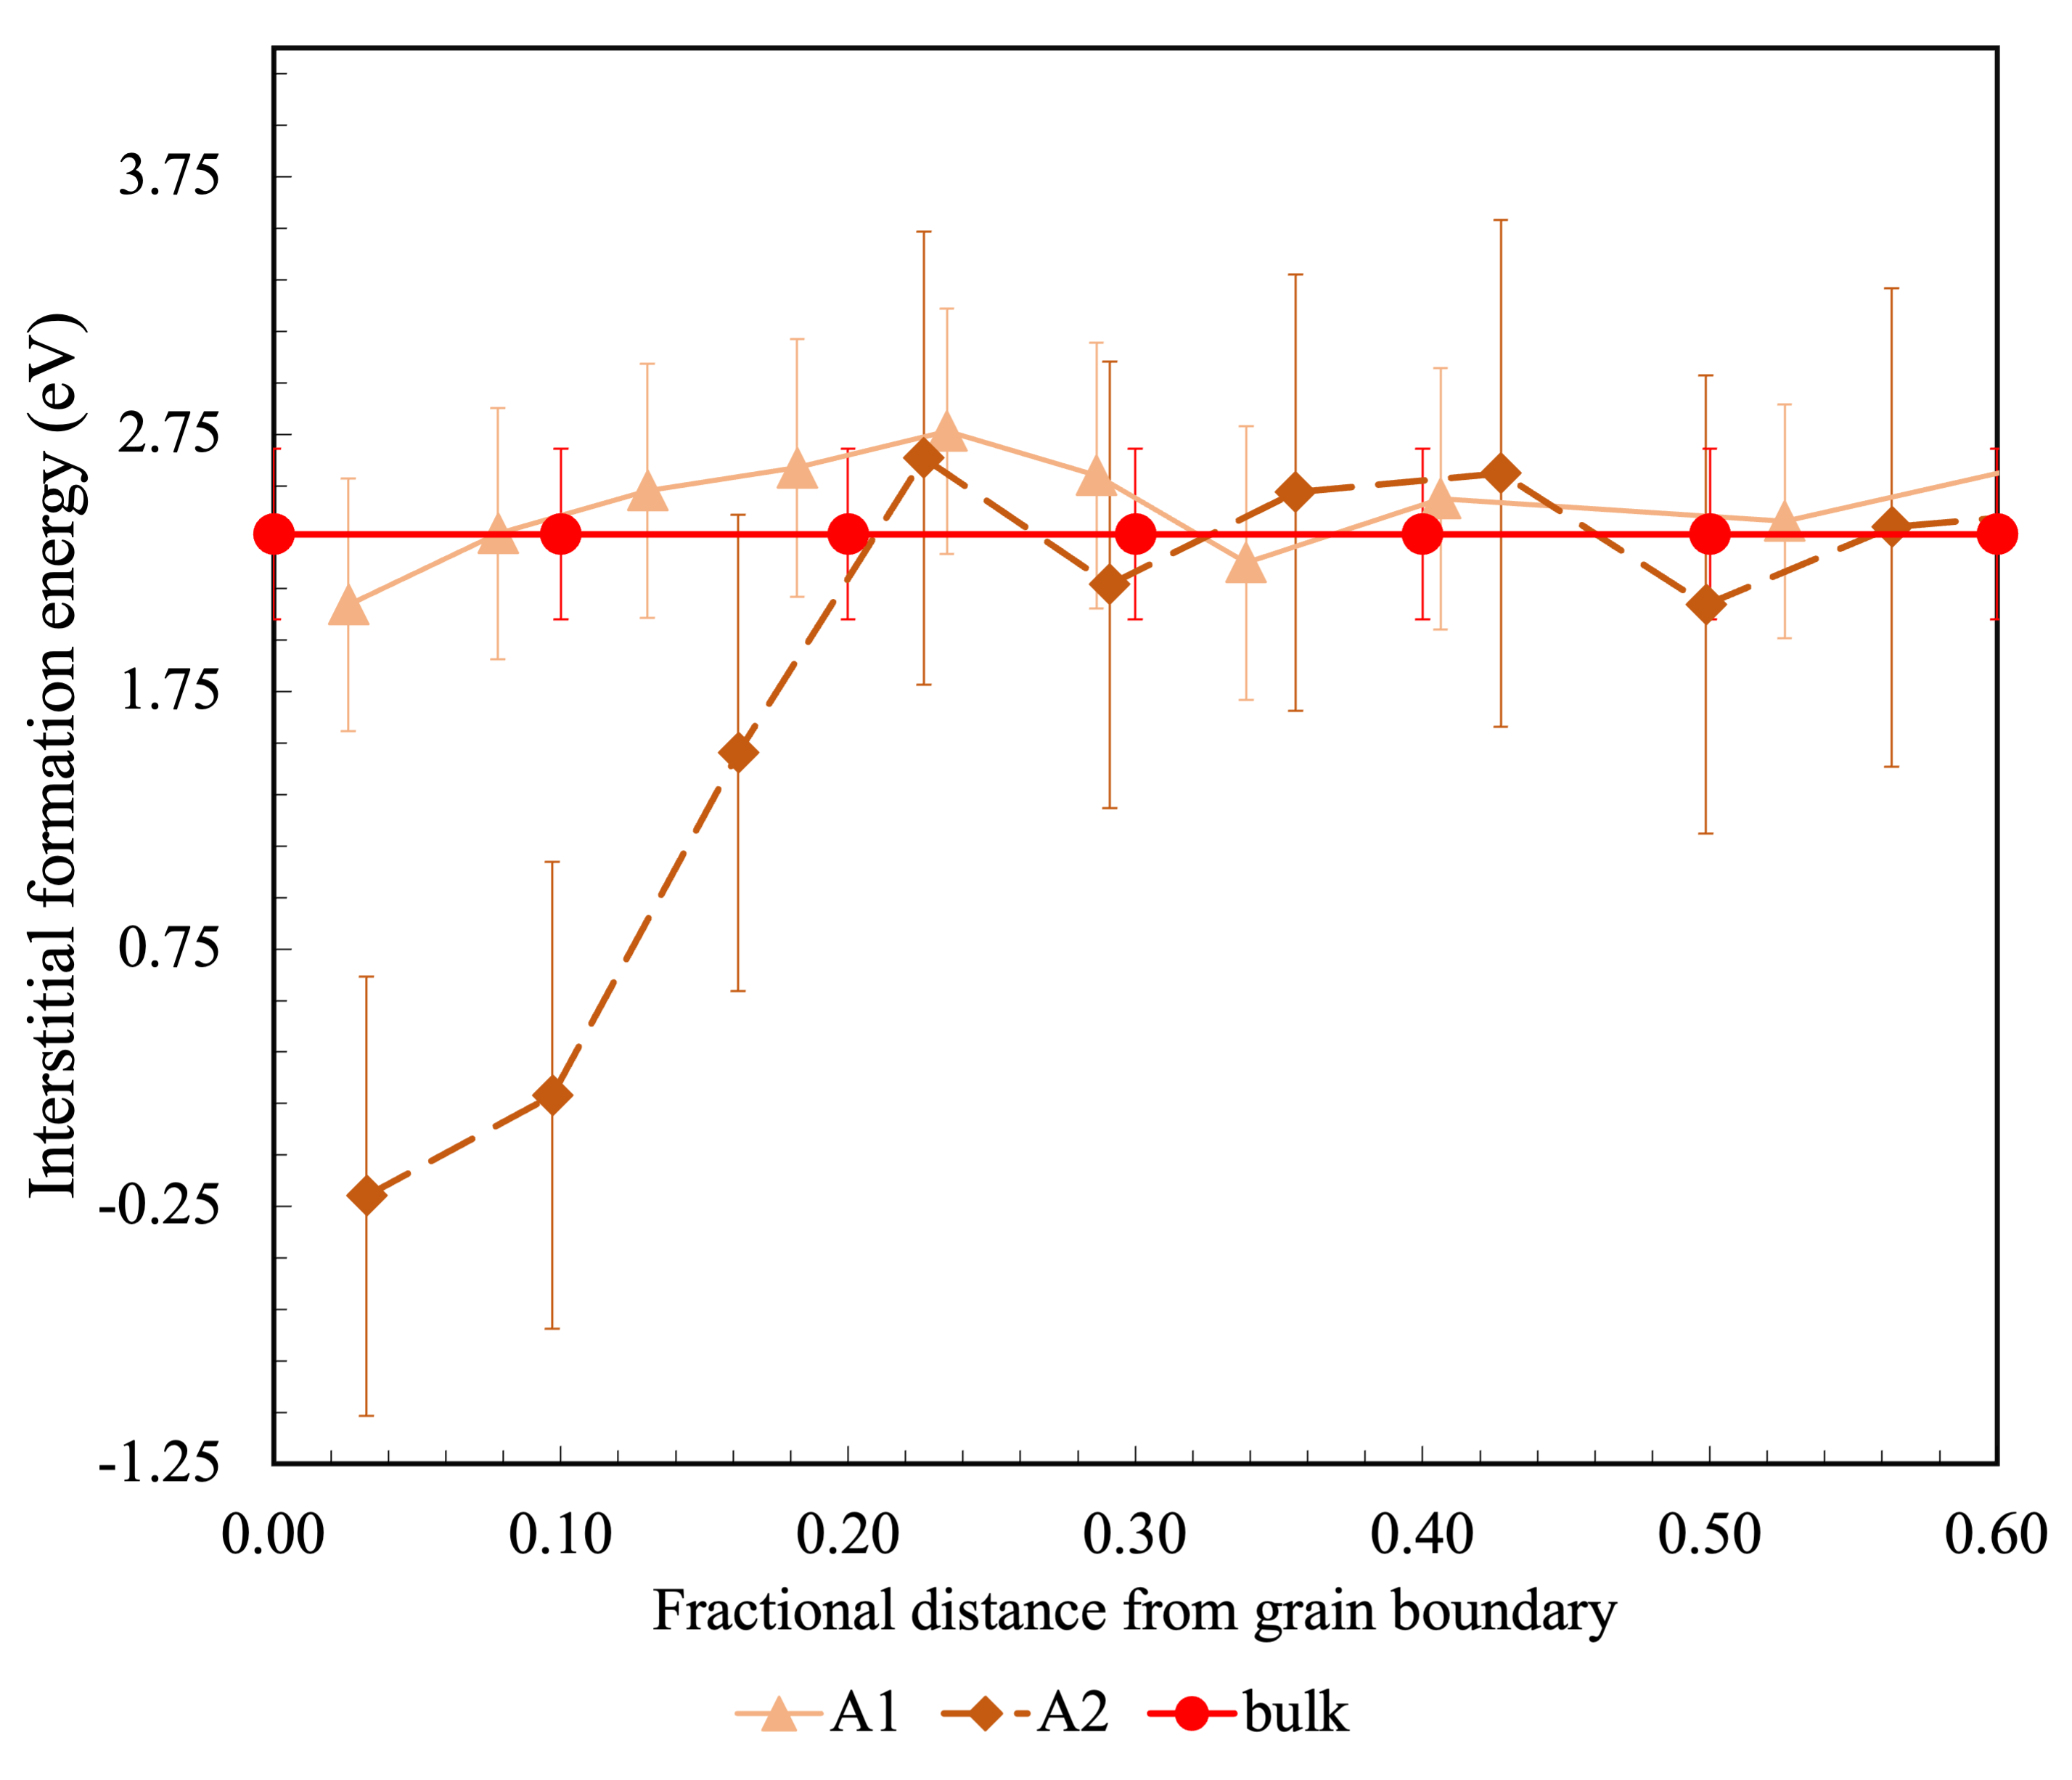 Interstitial formation energy (eV)
3.75
2.75
1.75
0.75
-0.25
-1.25
0.00 0.10 0.20 0.30 0.40 0.50 0.60
Fractional distance from grain boundary
A1 A2 bulk